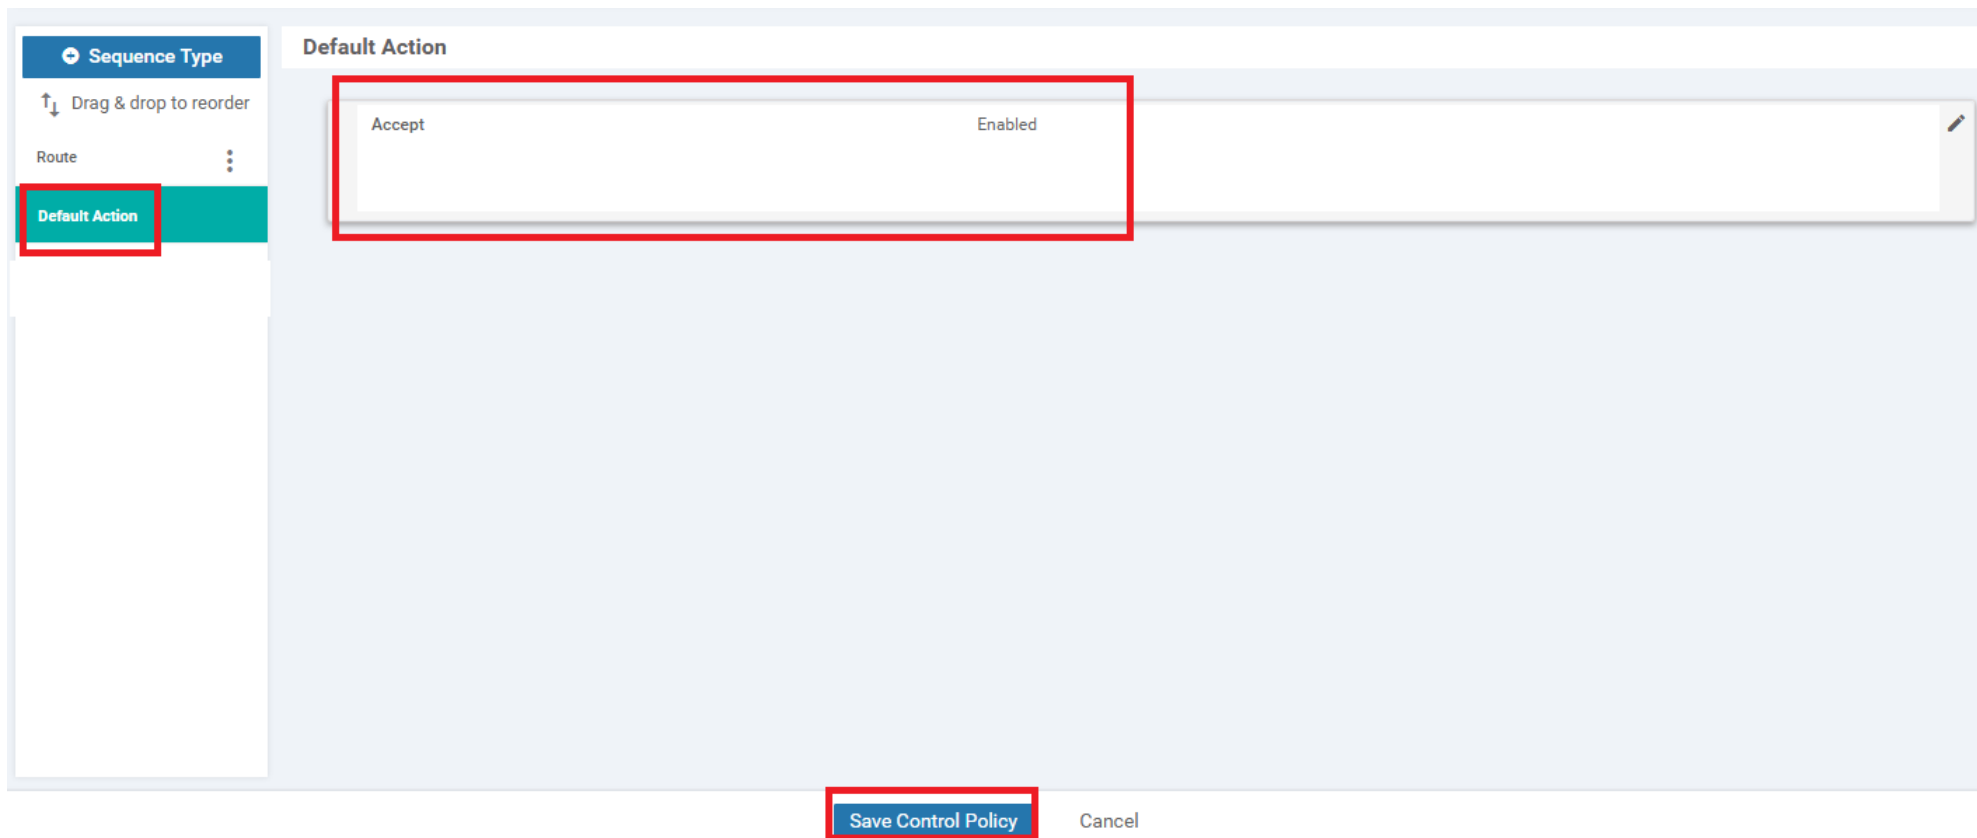 Sequence Type
Drag & drop to reorder
Route
Default Action
Default Action
Accept
Enabled
Save Control Policy
Cancel